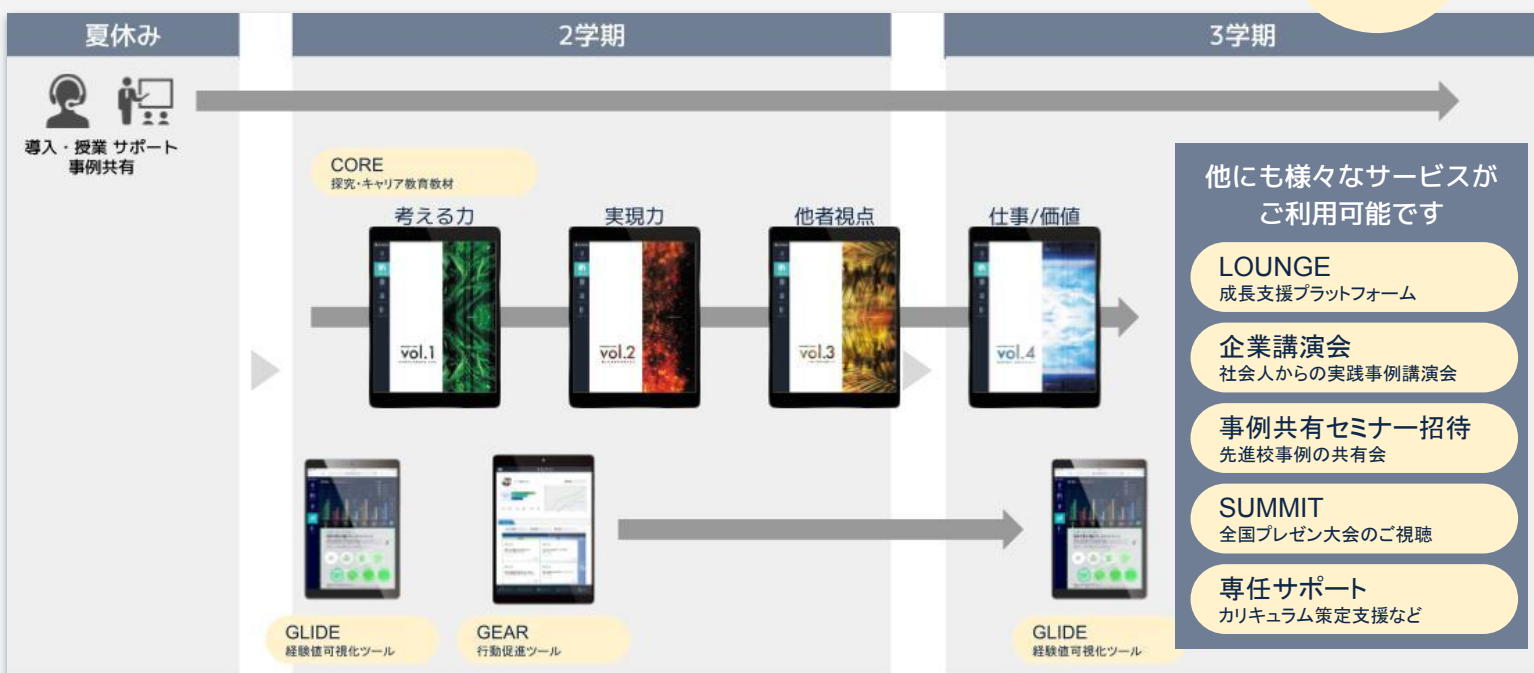 夏休み
2学期
3学期
導入・授業 サポート
事例共有
CORE
探究・キャリア教育教材
考える力
実現力
他者視点
仕事/価値
vol.1
vol.2
vol.3
vol.4
GLIDE
経験値可視化ツール
GEAR
行動促進ツール
GLIDE
経験値可視化ツール
他にも様々なサービスが
ご利用可能です
LOUNGE
成長支援プラットフォーム
企業講演会
社会人からの実践事例講演会
事例共有セミナー招待
先進校事例の共有会
SUMMIT
全国プレゼン大会のご視聴
専任サポート
カリキュラム策定支援など